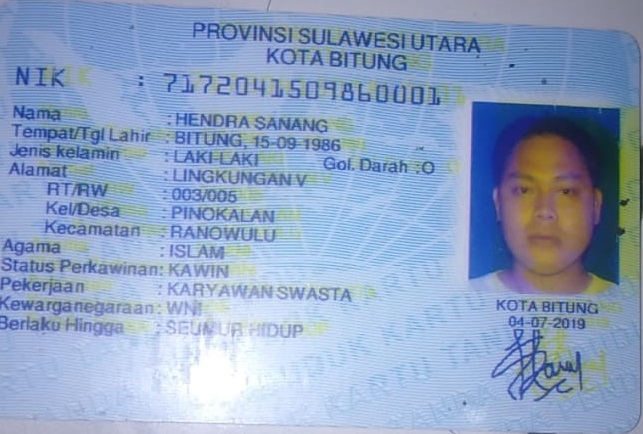 PROVINSI SULAWESI UTARA
KOTA BITUNG
NIK : 7172041509860001
Nama : HENDRA SANANG
Tempat/Tgl Lahir : BITUNG, 15-09-1986
Jenis kelamin : LAKI-LAKI Gol. Darah : O
Alamat : LINGKUNGAN V
RT/RW : 003/005
Kel/Desa : PINOKALAN
Kecamatan : RANOWULU
Agama : ISLAM
Status Perkawinan: KAWIN
Pekerjaan : KARYAWAN SWASTA
Kewarganegaraan: WNI
Berlaku Hingga : SEUMUR HIDUP
KOTA BITUNG
04-07-2019